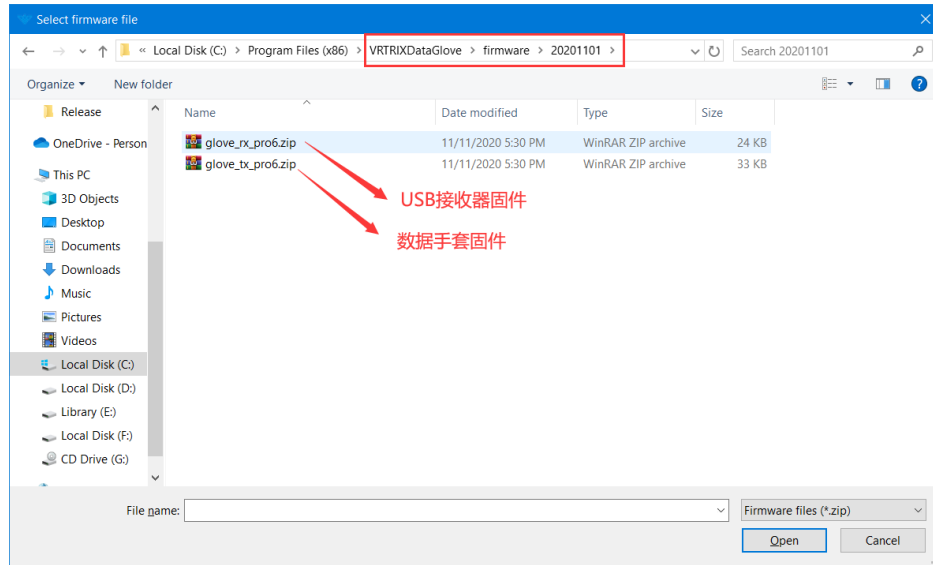 Select firmware file
« Local Disk (C:) > Program Files (x86) > VRTRIXDataGlove > firmware > 20201101 >
Search 20201101
Organize
New folder
Name
Date modified
Type
Size
glove_rx_pro6.zip
11/11/2020 5:30 PM
WinRAR ZIP archive
24 KB
glove_tx_pro6.zip
11/11/2020 5:30 PM
WinRAR ZIP archive
33 KB
USB接收器固件
数据手套固件
Release
OneDrive - Person
This PC
3D Objects
Desktop
Documents
Downloads
Music
Pictures
Videos
Local Disk (C:)
Local Disk (D:)
Library (E:)
Local Disk (F:)
CD Drive (G:)
File name:
Firmware files (*.zip)
Open
Cancel